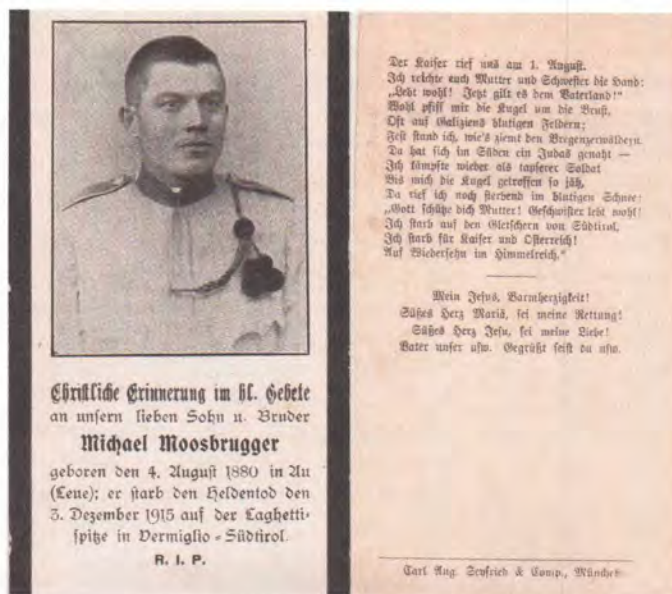 Christliche Erinnerung im hl. Gebete
an unsern lieben Sohn u. Bruder
Michael Moosbrugger
geboren den 4. August 1880 in Au
(Leue); er starb den Heldentod den
3. Dezember 1915 auf der Laghetti-
spitze in Vermiglio-Südtirol.
R. I. P.
Der Kaiser rief uns am 1. August.
Ich reichte euch Mutter und Schwester die Hand:
„Lebt wohl! Jetzt gilt es dem Vaterland!“
Wohl pfiff mir die Kugel um die Brust,
Oft auf Galiziens blutigen Feldern;
Fest stand ich, wie's ziemt den Bregenzerwäldern.
Da hat sich im Süden ein Judas genaht —
Ich kämpfte wieder als tapferer Soldat
Bis mich die Kugel getroffen so jäh,
Da rief ich noch sterbend im blutigen Schnee:
„Gott schütze dich Mutter! Geschwister lebt wohl!
Ich starb auf den Gletschern von Südtirol,
Ich starb für Kaiser und Österreich!
Auf Wiedersehn im Himmelreich.“
Mein Jesus, Barmherzigkeit!
Süßes Herz Mariä, sei meine Rettung!
Süßes Herz Jesu, sei meine Liebe!
Vater unser usw. Gegrüßt seist du usw.
Carl Aug. Seyfried & Comp., München